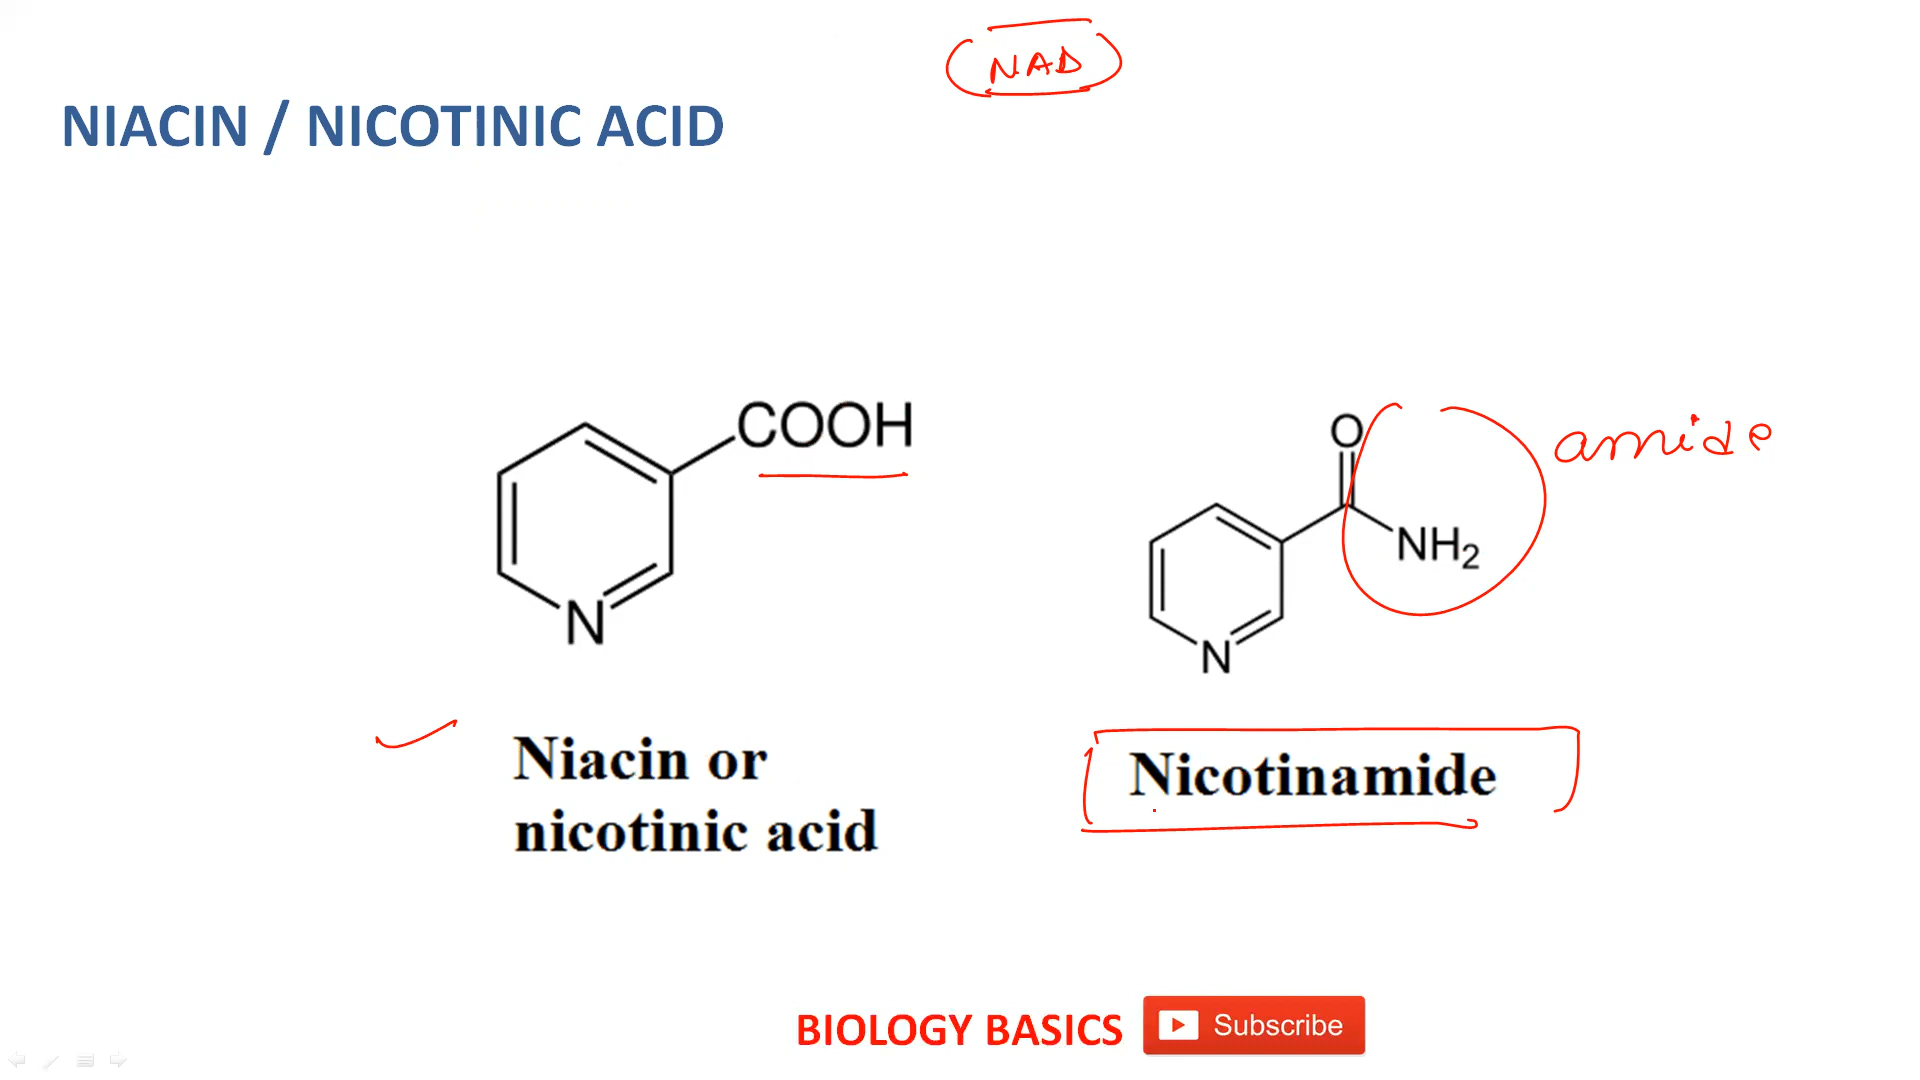 NAD
NIACIN / NICOTINIC ACID
COOH
N
O
NH2
N
amide
Niacin or
nicotinic acid
Nicotinamide
BIOLOGY BASICS
Subscribe